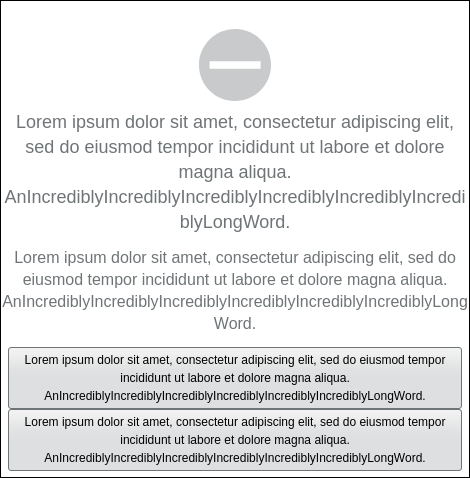 Lorem ipsum dolor sit amet, consectetur adipiscing elit,
sed do eiusmod tempor incididunt ut labore et dolore
magna aliqua.
AnIncrediblyIncrediblyIncrediblyIncrediblyIncrediblyIncredi
blyLongWord.
Lorem ipsum dolor sit amet, consectetur adipiscing elit, sed do
eiusmod tempor incididunt ut labore et dolore magna aliqua.
AnIncrediblyIncrediblyIncrediblyIncrediblyIncrediblyIncrediblyLong
Word.
Lorem ipsum dolor sit amet, consectetur adipiscing elit, sed do eiusmod tempor
incididunt ut labore et dolore magna aliqua.
AnIncrediblyIncrediblyIncrediblyIncrediblyIncrediblyIncrediblyLongWord.
Lorem ipsum dolor sit amet, consectetur adipiscing elit, sed do eiusmod tempor
incididunt ut labore et dolore magna aliqua.
AnIncrediblyIncrediblyIncrediblyIncrediblyIncrediblyIncrediblyLongWord.